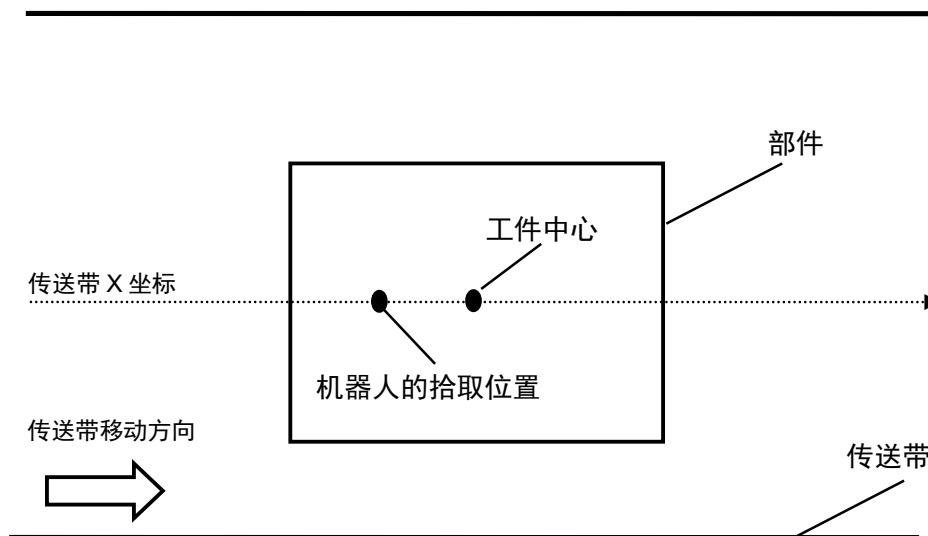 部件
工件中心
传送带 X 坐标
机器人的拾取位置
传送带移动方向
传送带